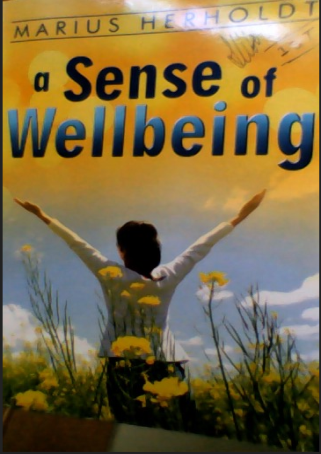 MARIUS HERHOLDT
a Sense of
Wellbeing